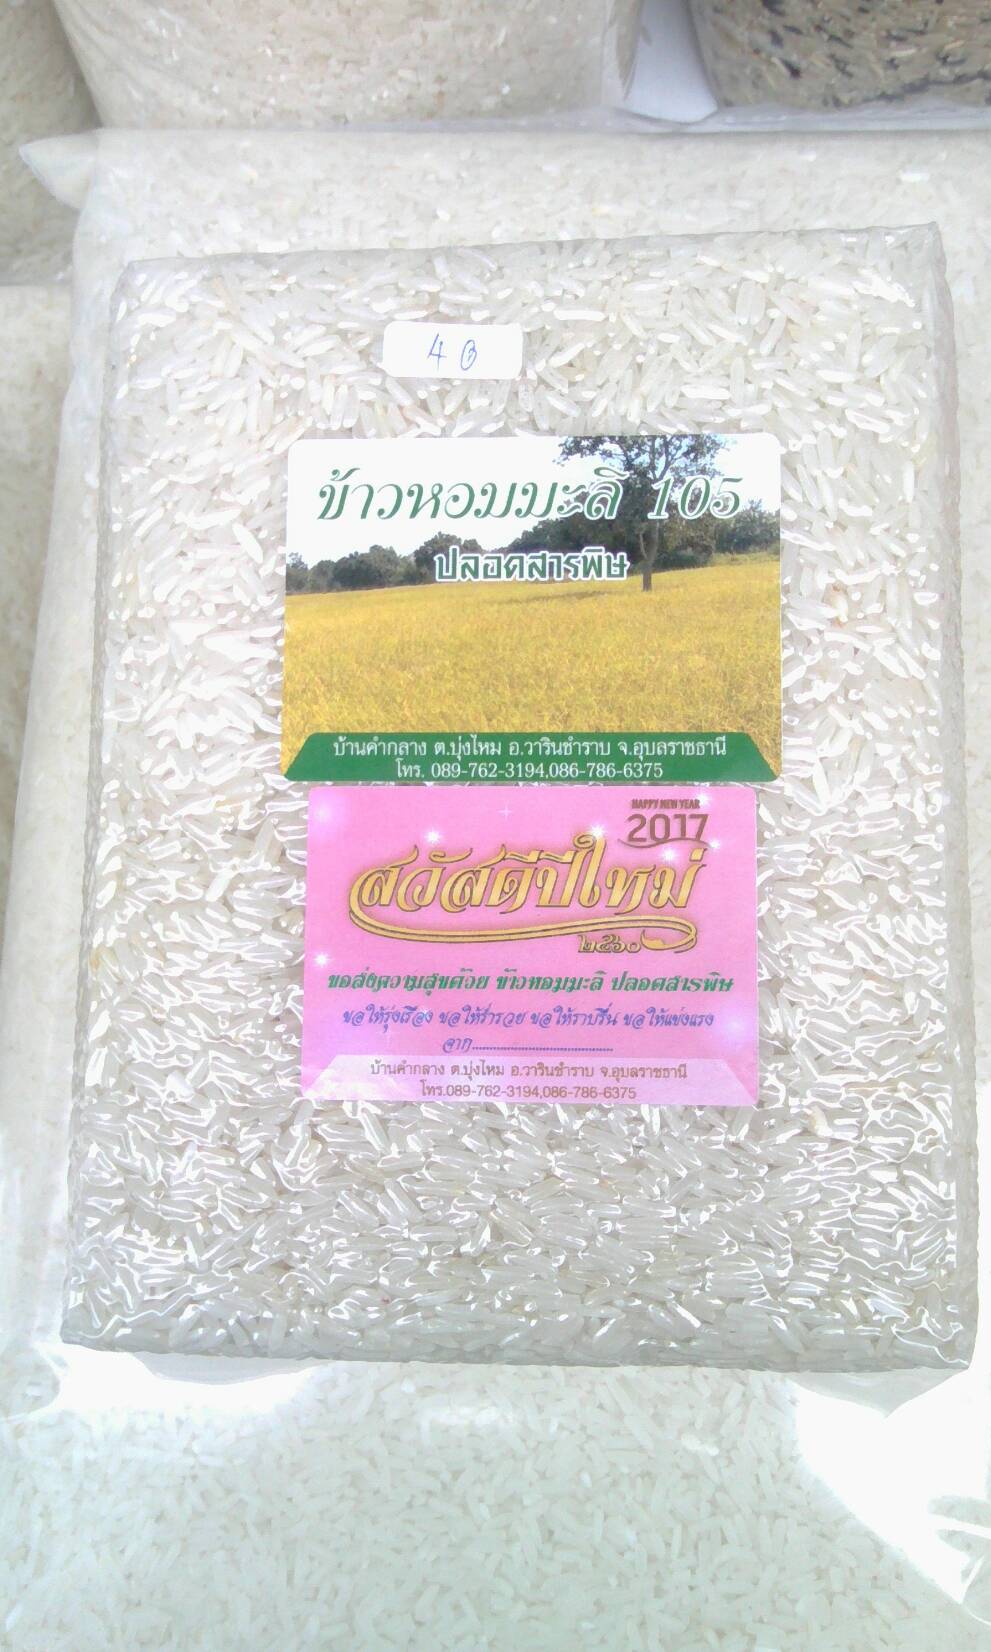 40
ข้าวหอมมะลิ 105
ปลอดสารพิษ
บ้านคำกลาง ต.บุ่งไหม อ.วารินชำราบ จ.อุบลราชธานี
โทร. 089-762-3194,086-786-6375
HAPPY NEW YEAR
2017
สวัสดีปีใหม่
๒๕๖๐
ขอส่งความสุขด้วย ข้าวหอมมะลิ ปลอดสารพิษ
ขอให้รุ่งเรือง ขอให้ร่ำรวย ขอให้ราบรื่น ขอให้แข่งแรง
จาก.......................................
บ้านคำกลาง ต.บุ่งไหม อ.วารินชำราบ จ.อุบลราชธานี
โทร.089-762-3194,086-786-6375